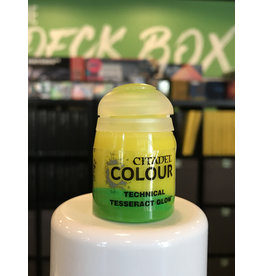 DECK BOX
CITADEL
COLOUR
TECHNICAL
TESSERACT GLOW